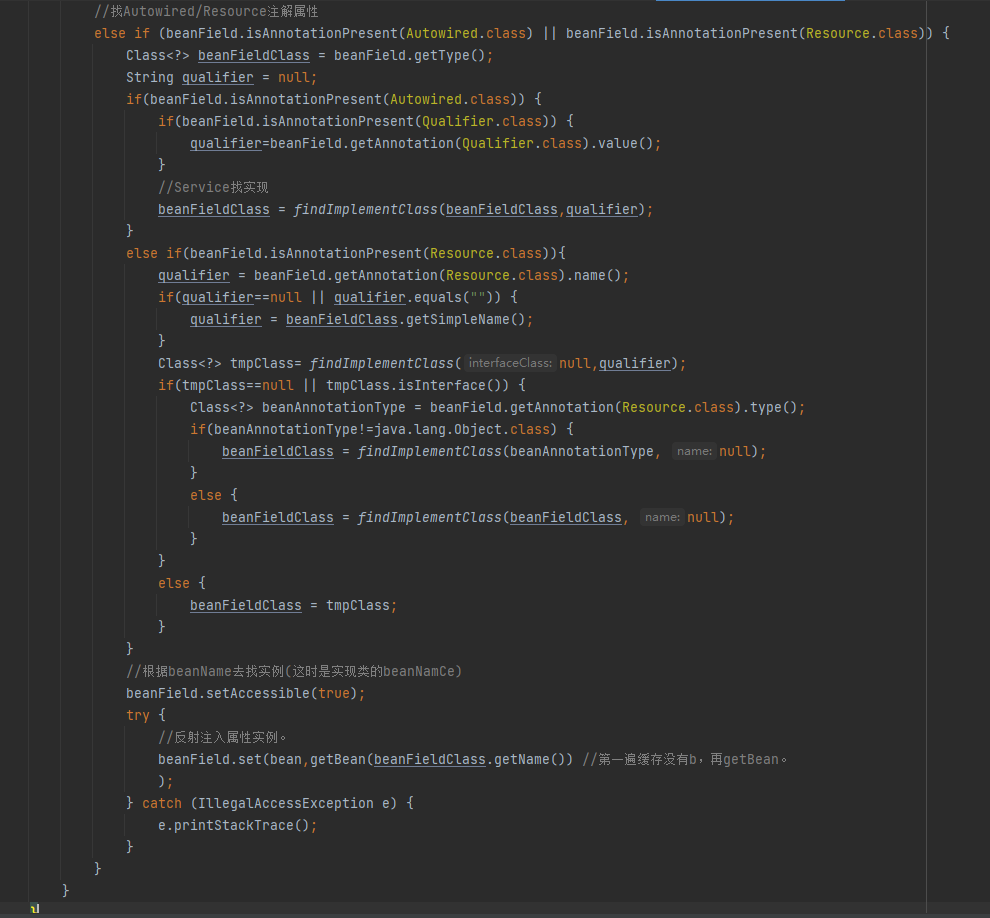 //找Autowired/Resource注解属性
else if (beanField.isAnnotationPresent(Autowired.class) || beanField.isAnnotationPresent(Resource.class)) {
Class<?> beanFieldClass = beanField.getType();
String qualifier = null;
if(beanField.isAnnotationPresent(Autowired.class)) {
if(beanField.isAnnotationPresent(Qualifier.class)) {
qualifier=beanField.getAnnotation(Qualifier.class).value();
}
//Service找实现
beanFieldClass = findImplementClass(beanFieldClass,qualifier);
}
else if(beanField.isAnnotationPresent(Resource.class)){
qualifier = beanField.getAnnotation(Resource.class).name();
if(qualifier==null || qualifier.equals("")) {
qualifier = beanFieldClass.getSimpleName();
}
Class<?> tmpClass= findImplementClass( interfaceClass: null,qualifier);
if(tmpClass==null || tmpClass.isInterface()) {
Class<?> beanAnnotationType = beanField.getAnnotation(Resource.class).type();
if(beanAnnotationType!=java.lang.Object.class) {
beanFieldClass = findImplementClass(beanAnnotationType, name: null);
}
else {
beanFieldClass = findImplementClass(beanFieldClass, name: null);
}
}
else {
beanFieldClass = tmpClass;
}
}
//根据beanName去找实例(这时是实现类的beanNamCe)
beanField.setAccessible(true);
try {
//反射注入属性实例。
beanField.set(bean,getBean(beanFieldClass.getName()) //第一遍缓存没有b，再getBean。
);
} catch (IllegalAccessException e) {
e.printStackTrace();
}
}
}
}